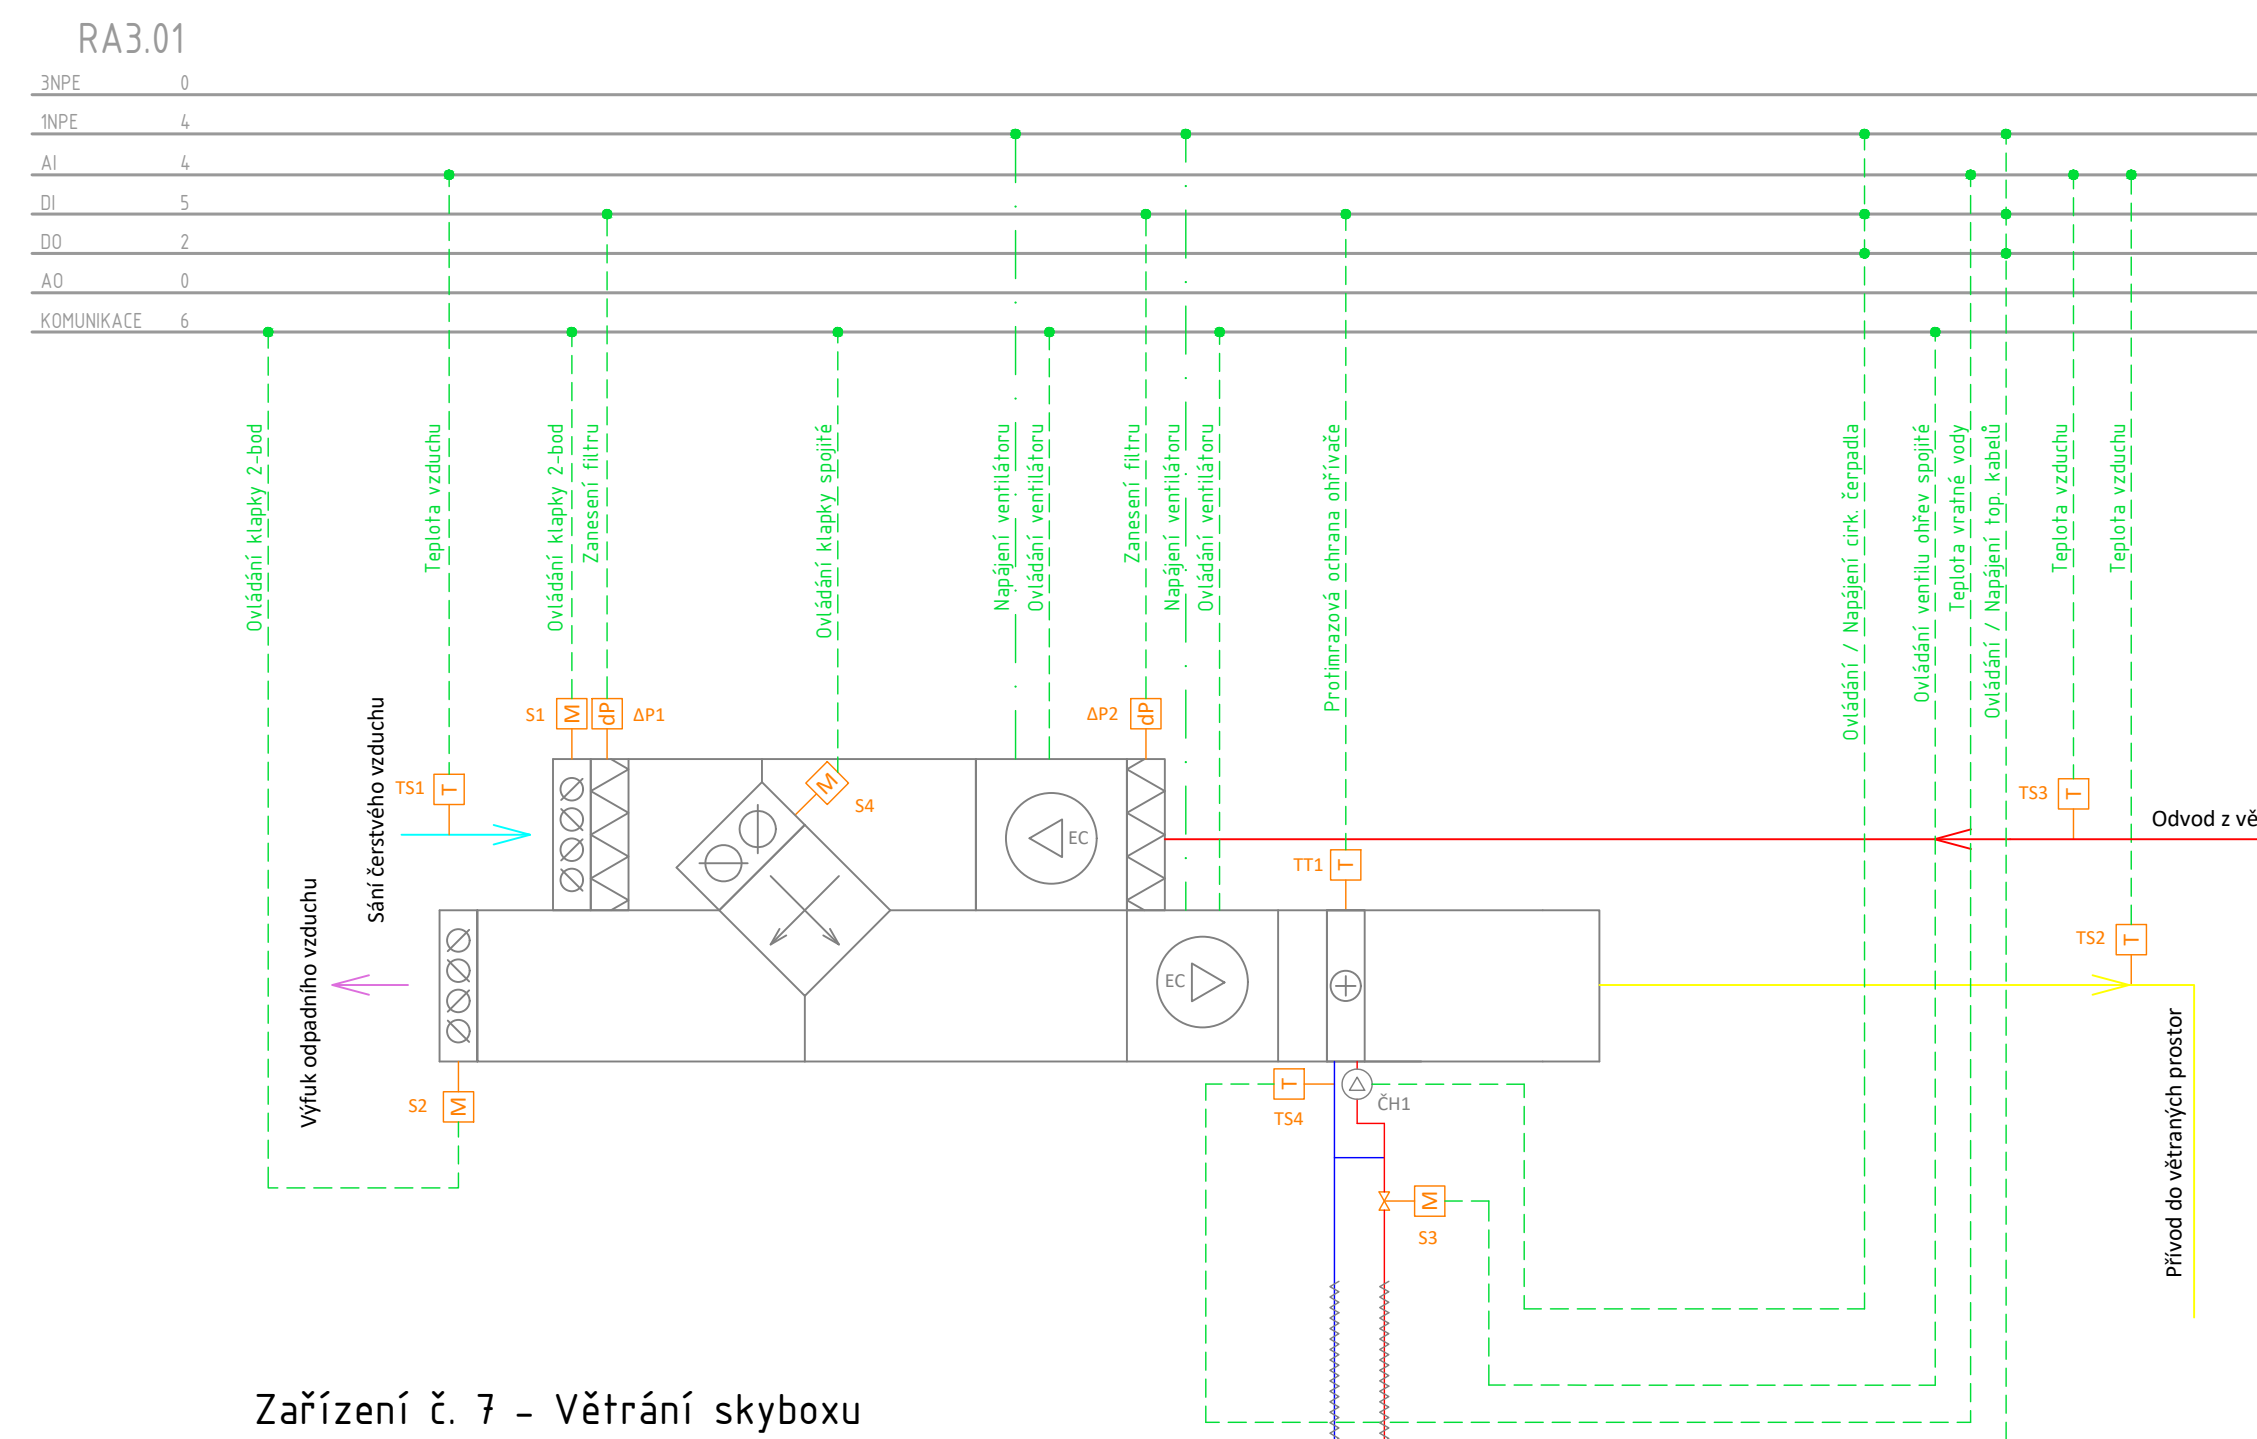 RA3.01
3NPE 0
1NPE 4
AI 4
DI 5
DO 2
AO 0
KOMUNIKACE 6
Ovládání klapky 2-bod
Teplota vzduchu
Ovládání klapky 2-bod
Zanesení filtru
Ovládání klapky spojité
Napájení ventilátoru
Ovládání ventilátoru
Zanesení filtru
Napájení ventilátoru
Ovládání ventilátoru
Protimrazová ochrana ohřívače
Ovládání / Napájení cirk. čerpadla
Ovládání ventilu ohřev spojité
Teplota vratné vody
Ovládání / Napájení top. kabelů
Teplota vzduchu
Teplota vzduchu
S1 M dP ΔP1
ΔP2 dP
Sání čerstvého vzduchu
TS1 T
M S4
TS3 T
Odvod z vě
EC
TT1 T
Výfuk odpadního vzduchu
TS2 T
EC
Přívod do větraných prostor
S2 M
T TS4
ČH1
M S3
Zařízení č. 7 - Větrání skyboxu